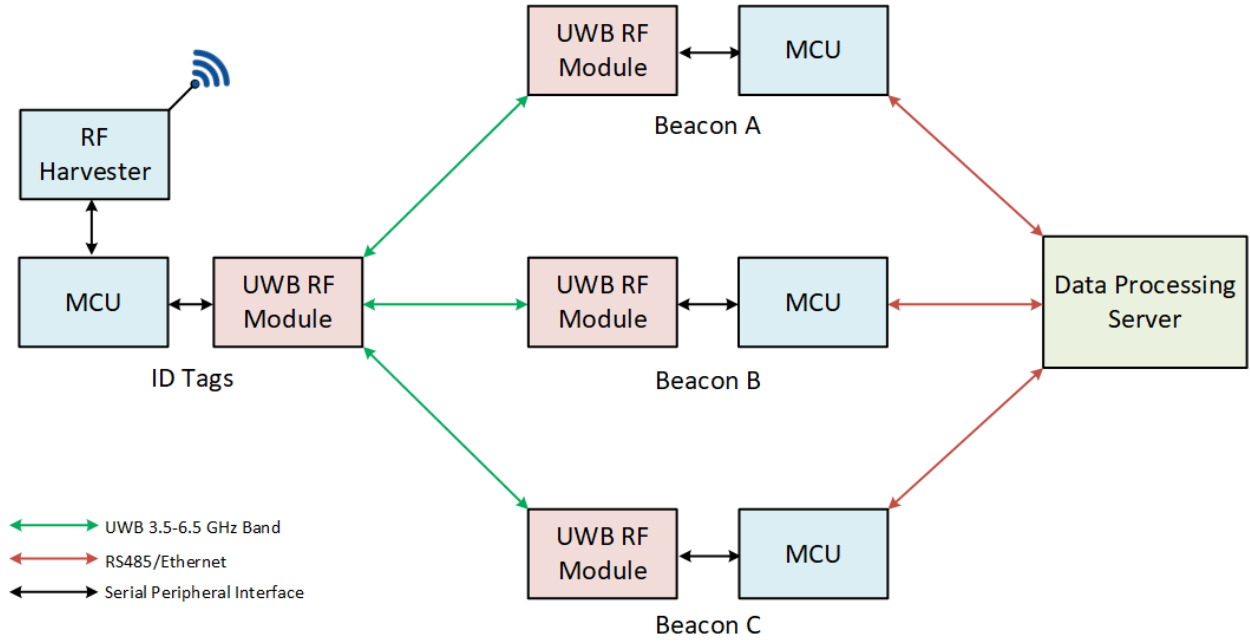 UWB RF
Module
MCU
Beacon A
RF
Harvester
MCU
UWB RF
Module
ID Tags
UWB RF
Module
MCU
Beacon B
Data Processing
Server
UWB RF
Module
MCU
Beacon C
UWB 3.5-6.5 GHz Band
RS485/Ethernet
Serial Peripheral Interface